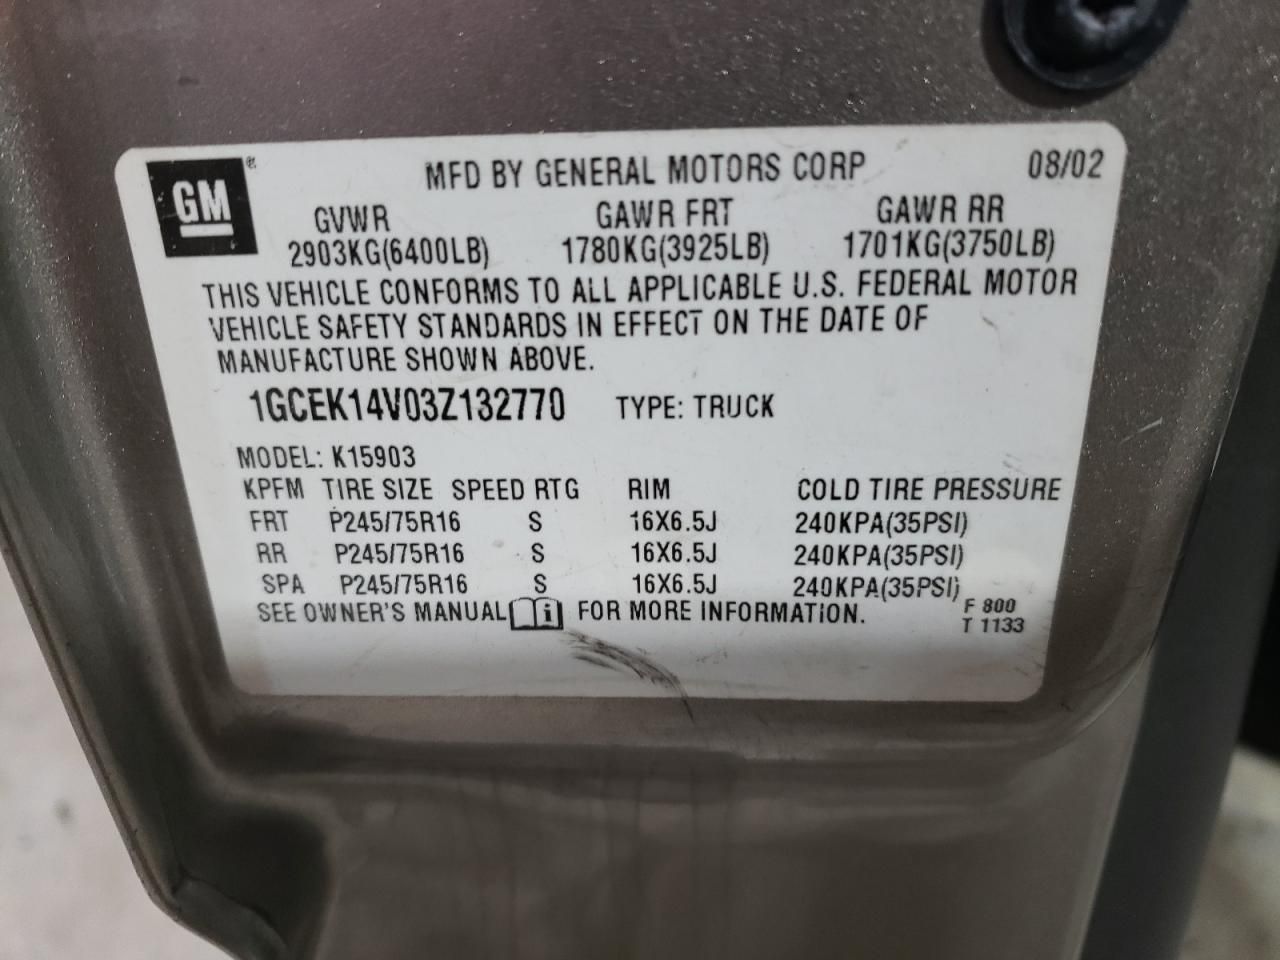 GM ® MFD BY GENERAL MOTORS CORP 08/02
GVWR GAWR FRT GAWR RR
2903KG(6400LB) 1780KG(3925LB) 1701KG(3750LB)
THIS VEHICLE CONFORMS TO ALL APPLICABLE U.S. FEDERAL MOTOR
VEHICLE SAFETY STANDARDS IN EFFECT ON THE DATE OF
MANUFACTURE SHOWN ABOVE.
1GCEK14V03Z132770 TYPE: TRUCK
MODEL: K15903
KPFM TIRE SIZE SPEED RTG RIM COLD TIRE PRESSURE
FRT P245/75R16 S 16X6.5J 240KPA(35PSI)
RR P245/75R16 S 16X6.5J 240KPA(35PSI)
SPA P245/75R16 S 16X6.5J 240KPA(35PSI)
SEE OWNER'S MANUAL i FOR MORE INFORMATION.
F 800
T 1133